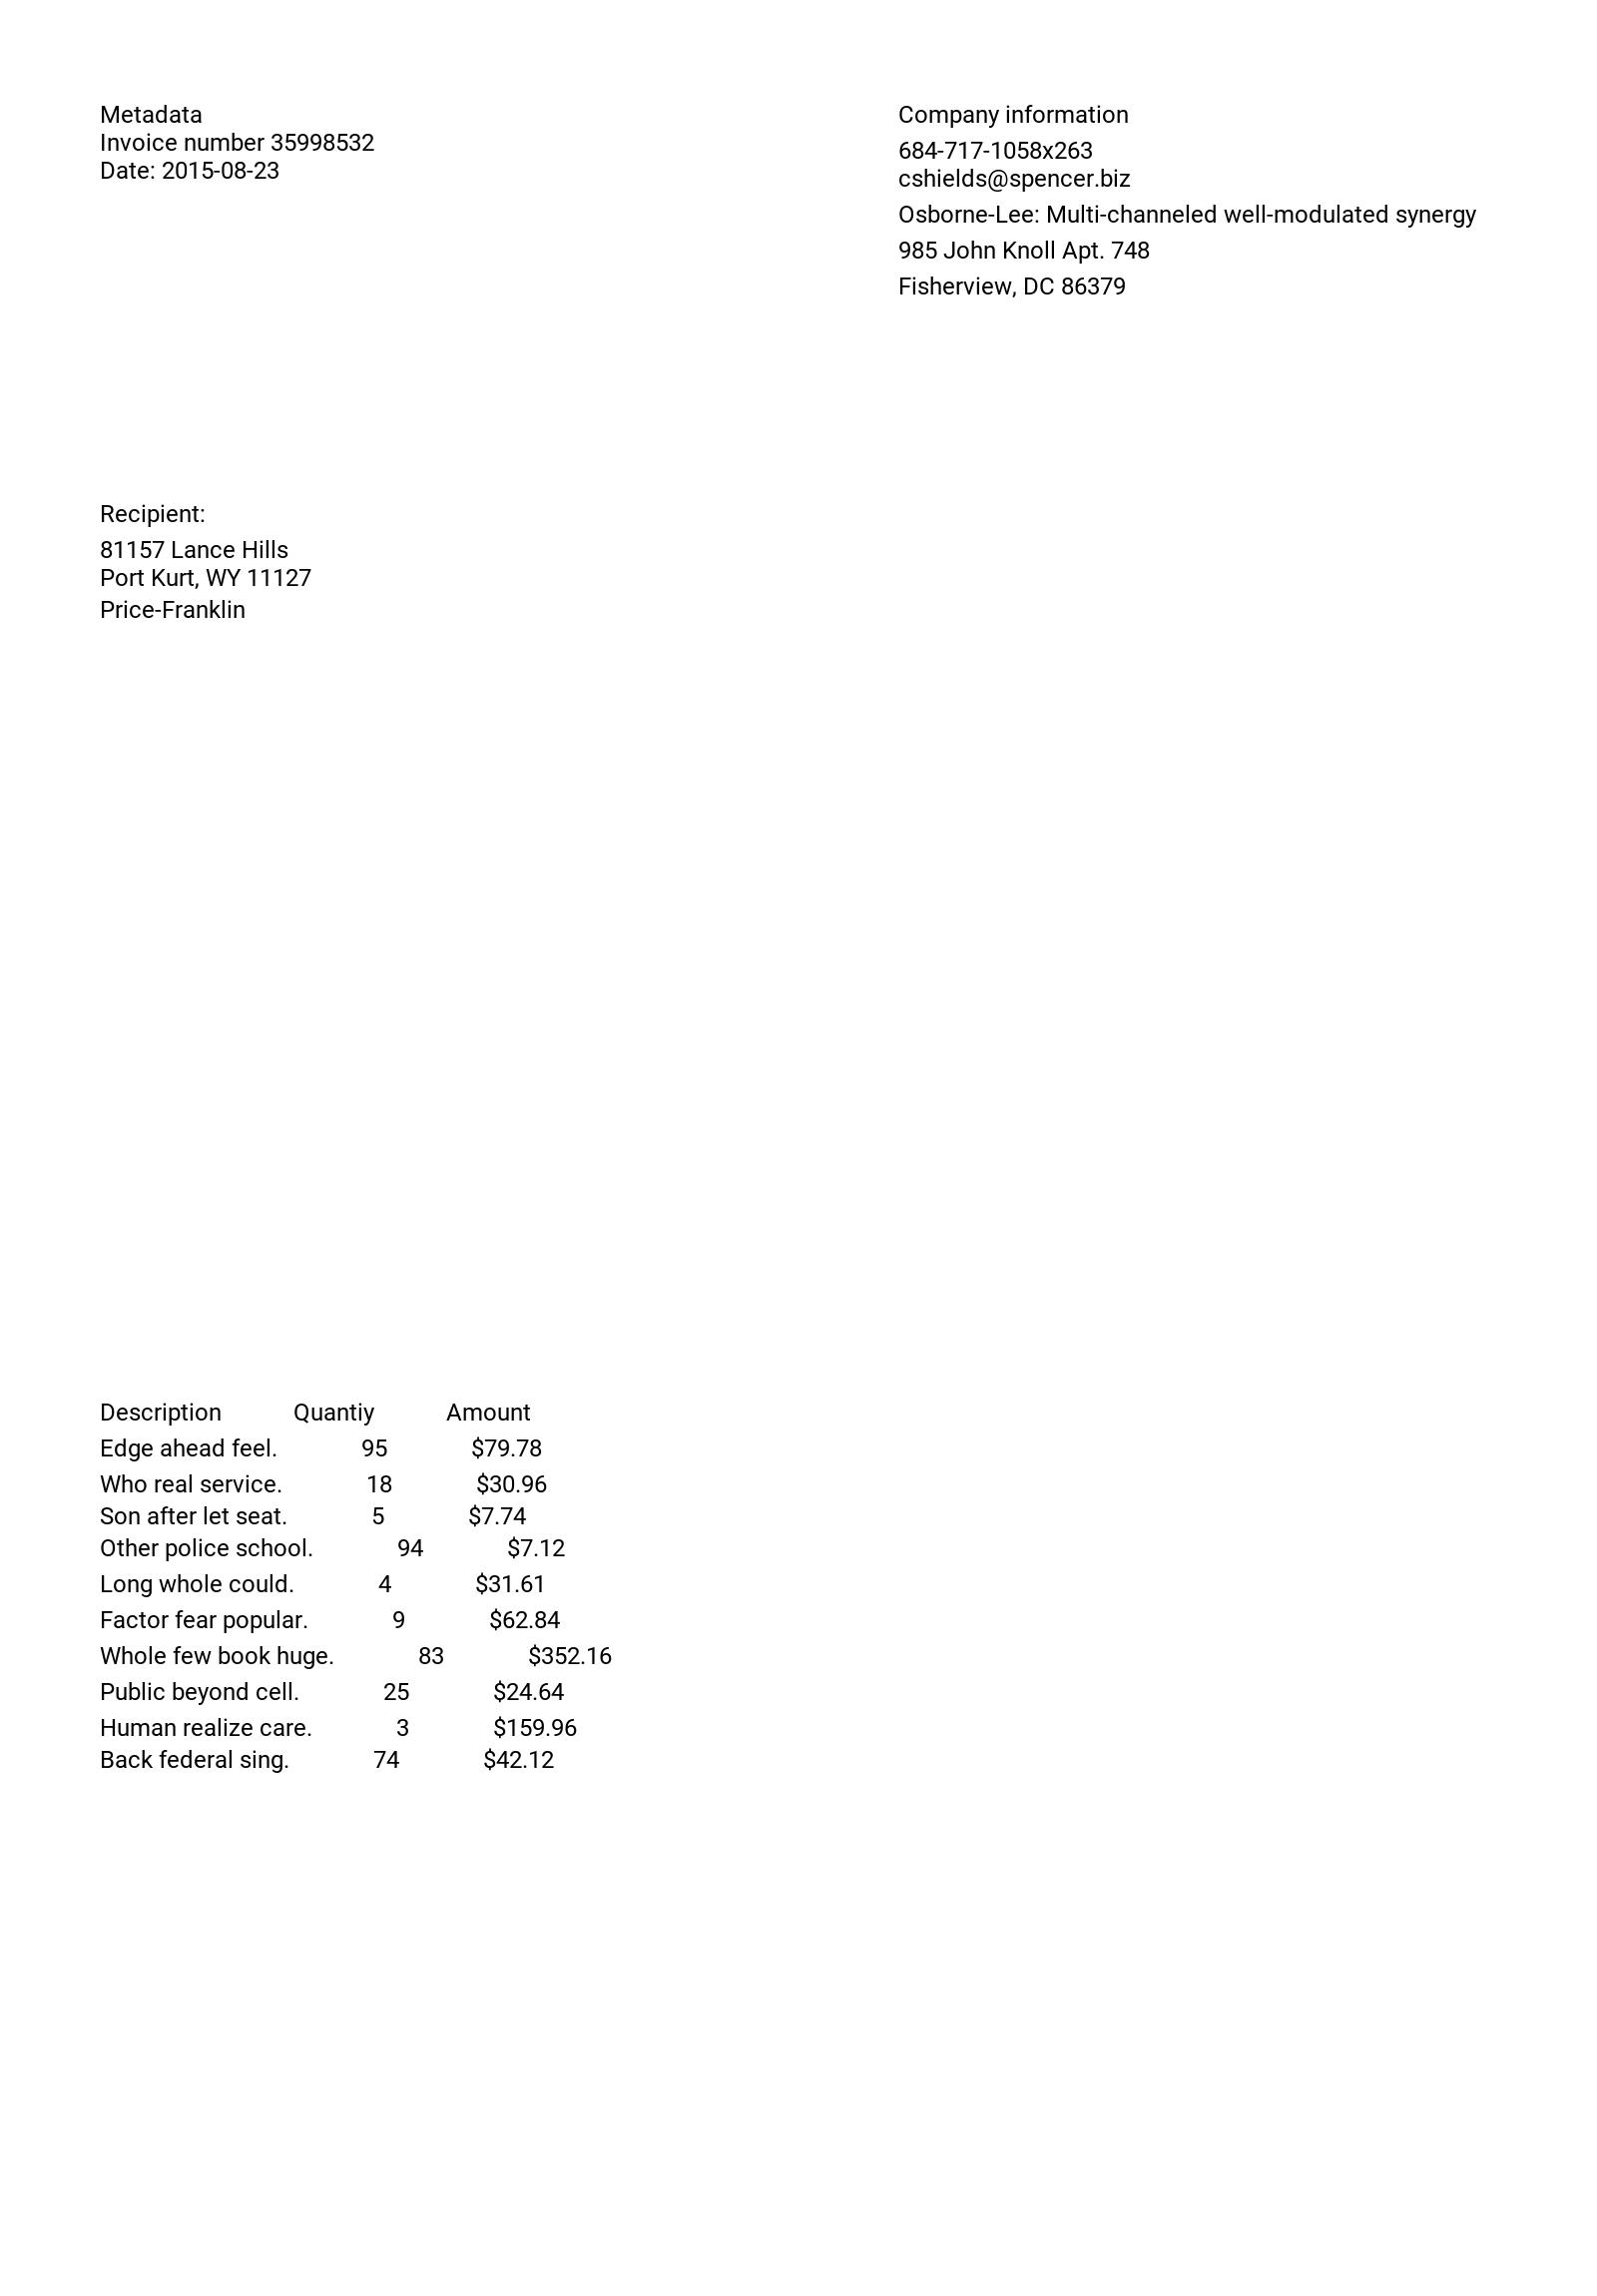 Metadata
Invoice number 35998532
Date: 2015-08-23
Company information
684-717-1058x263
cshields@spencer.biz
Osborne-Lee: Multi-channeled well-modulated synergy
985 John Knoll Apt. 748
Fisherview, DC 86379
Recipient:
81157 Lance Hills
Port Kurt, WY 11127
Price-Franklin
Description Quantiy Amount
Edge ahead feel. 95 $79.78
Who real service. 18 $30.96
Son after let seat. 5 $7.74
Other police school. 94 $7.12
Long whole could. 4 $31.61
Factor fear popular. 9 $62.84
Whole few book huge. 83 $352.16
Public beyond cell. 25 $24.64
Human realize care. 3 $159.96
Back federal sing. 74 $42.12